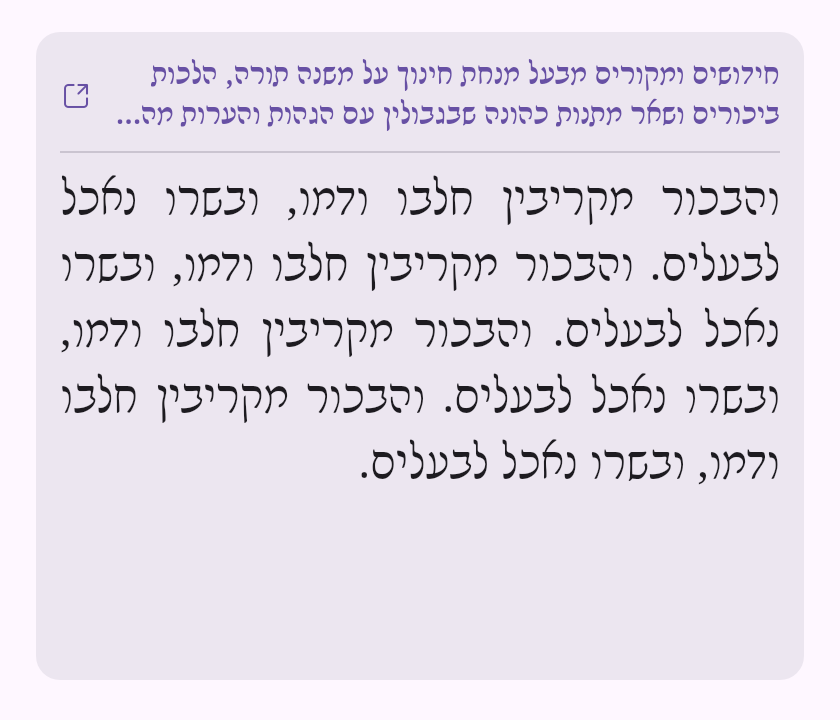 חידושים ומקורים מבעל מנחת חינוך על משנה תורה, הלכות
ביכורים ושאר מתנות כהונה שבגבולין עם הגהות והערות מה...
והבכור מקריבין חלבו ודמו, ובשרו נאכל
לבעלים. והבכור מקריבין חלבו ודמו, ובשרו
נאכל לבעלים. והבכור מקריבין חלבו ודמו,
ובשרו נאכל לבעלים. והבכור מקריבין חלבו
ודמו, ובשרו נאכל לבעלים.